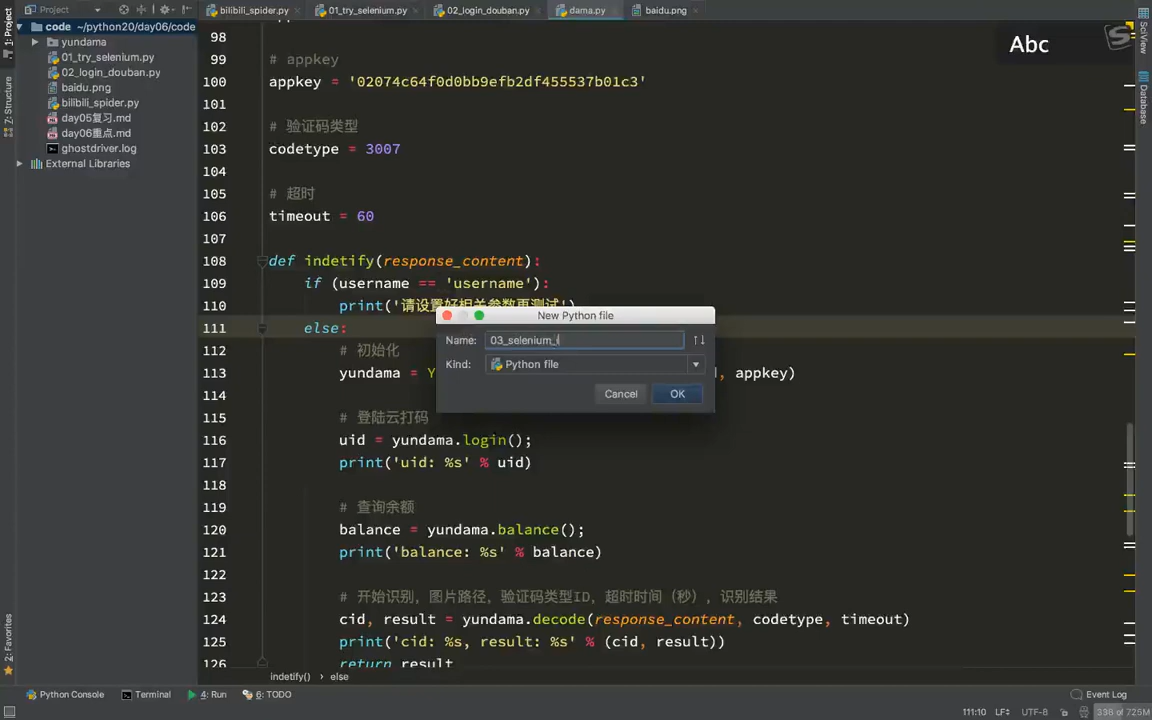 Project
bilibili_spider.py
01_try_selenium.py
02_login_douban.py
dama.py
baidu.png
Abc
1: Project
Z: Structure
2: Favorites
SciView
Database
code ~/python20/day06/code
yundama
01_try_selenium.py
02_login_douban.py
baidu.png
bilibili_spider.py
day05复习.md
day06重点.md
ghostdriver.log
External Libraries
98
99 # appkey
100 appkey = '02074c64f0d0bb9efb2df455537b01c3'
101
102 # 验证码类型
103 codetype = 3007
104
105 # 超时
106 timeout = 60
107
108 def indetify(response_content):
109 if (username == 'username'):
110 print('请设置好相关参数再测试')
111 else:
112 # 初始化
113 yundama = Y , appkey)
114
115 # 登陆云打码
116 uid = yundama.login();
117 print('uid: %s' % uid)
118
119 # 查询余额
120 balance = yundama.balance();
121 print('balance: %s' % balance)
122
123 # 开始识别，图片路径，验证码类型ID，超时时间（秒），识别结果
124 cid, result = yundama.decode(response_content, codetype, timeout)
125 print('cid: %s, result: %s' % (cid, result))
126 return result
New Python file
Name: 03_selenium_
Kind: Python file
Cancel OK
indetify() › else
Python Console
Terminal
4: Run
6: TODO
Event Log
111:10 LF÷ UTF-8 398 of 725M